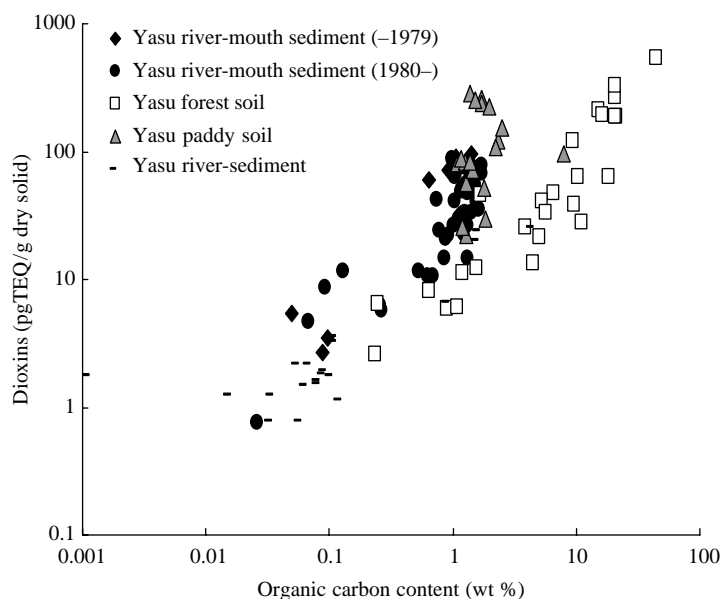 1000
100
10
1
0.1
Dioxins (pgTEQ/g dry solid)
Yasu river-mouth sediment (–1979)
Yasu river-mouth sediment (1980–)
Yasu forest soil
Yasu paddy soil
Yasu river-sediment
0.001 0.01 0.1 1 10 100
Organic carbon content (wt %)